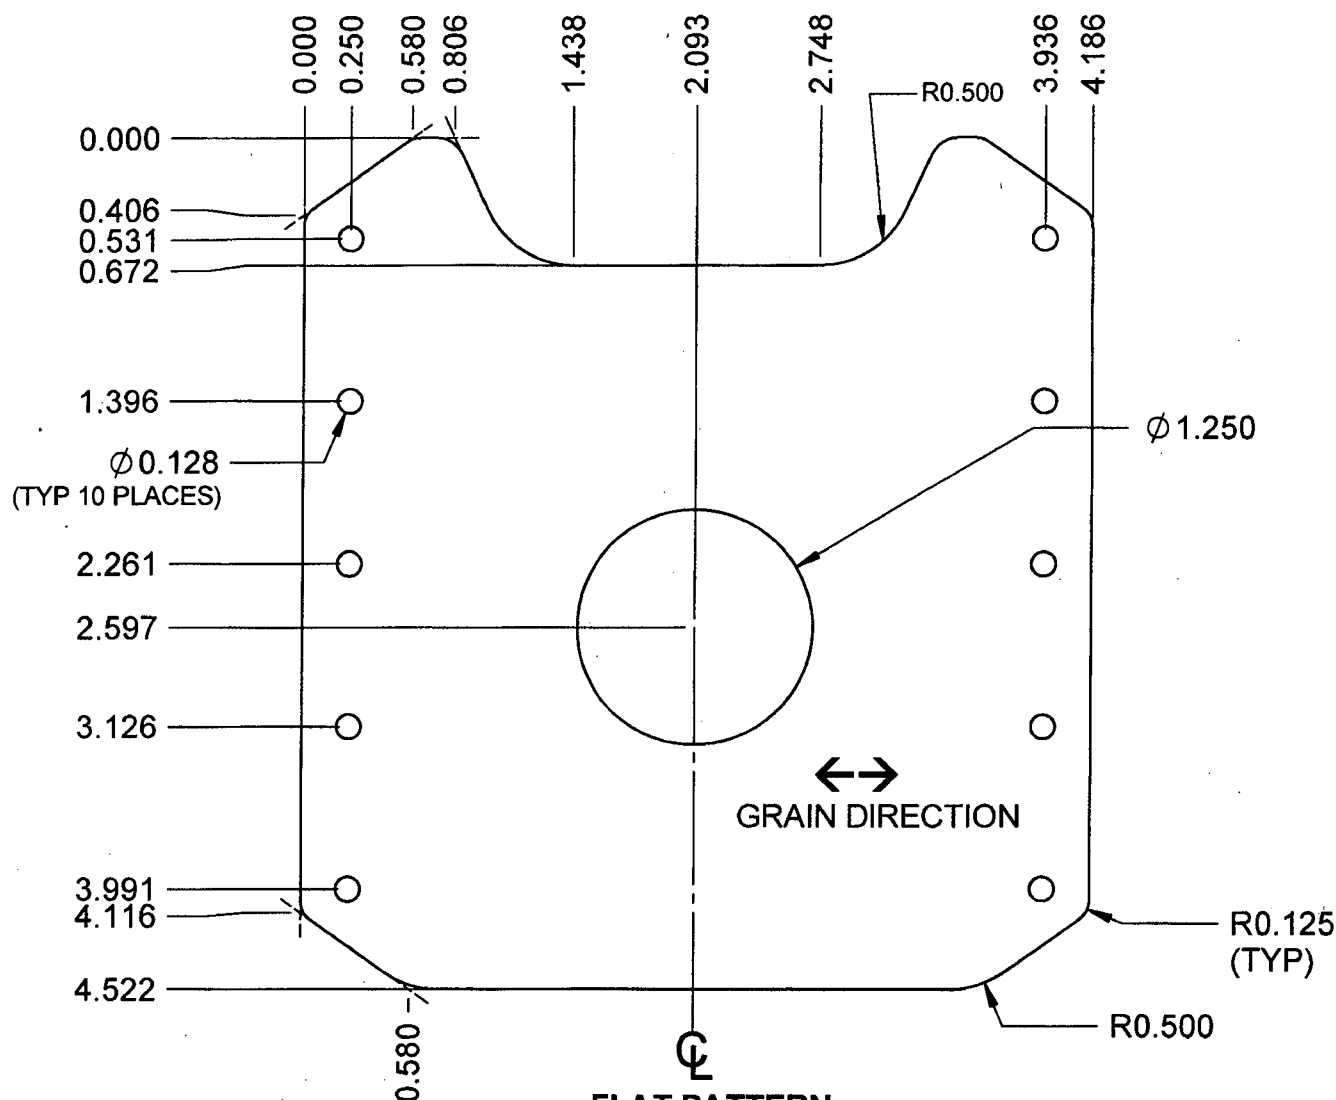 0.000
0.250
0.580
0.806
1.438
2.093
2.748
3.936
4.186
R0.500
0.000
0.406
0.531
0.672
1.396
Ø 0.128
(TYP 10 PLACES)
Ø 1.250
2.261
2.597
3.126
GRAIN DIRECTION
3.991
4.116
R0.125
(TYP)
4.522
R0.500
0.580
CL
FLAT PATTERN